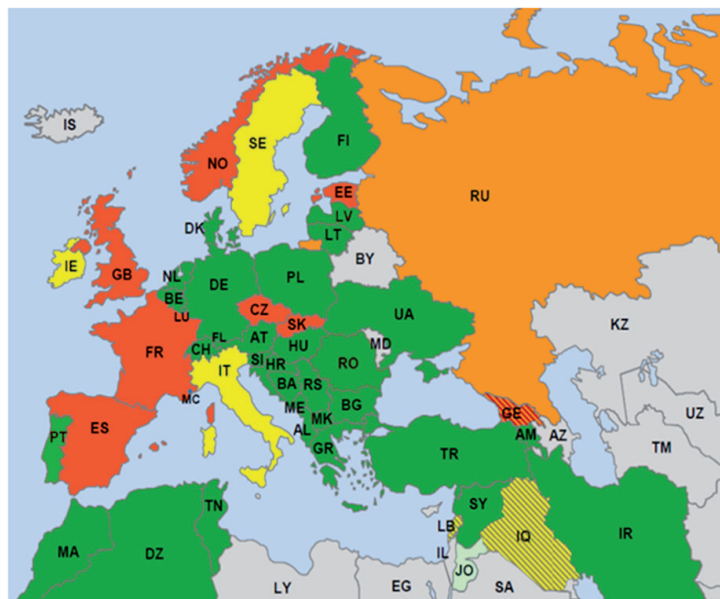 IS
SE
FI
NO
RU
EE
LV
DK
LT
BY
IE
GB
NL
DE
PL
BE
LU
CZ
UA
KZ
SK
FL
AT
HU
MD
FR
CH
SI
HR
RO
IT
BA
RS
MC
ME
BG
GE
UZ
PT
ES
MK
AL
AM
AZ
TM
GR
TR
TN
SY
LB
IQ
IR
MA
DZ
IL
JO
LY
EG
SA